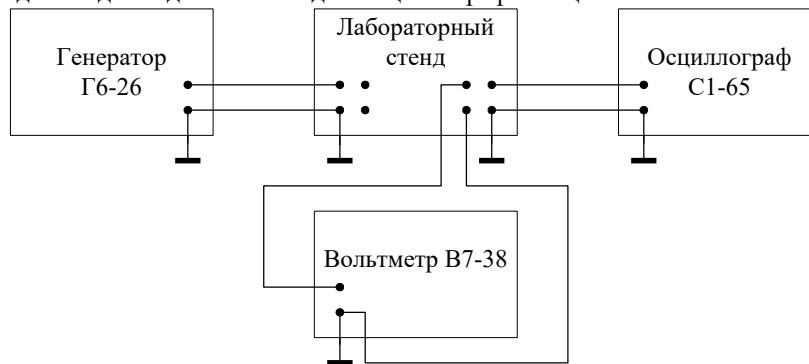 Генератор
Г6-26
Лабораторный
стенд
Осциллограф
С1-65
Вольтметр В7-38